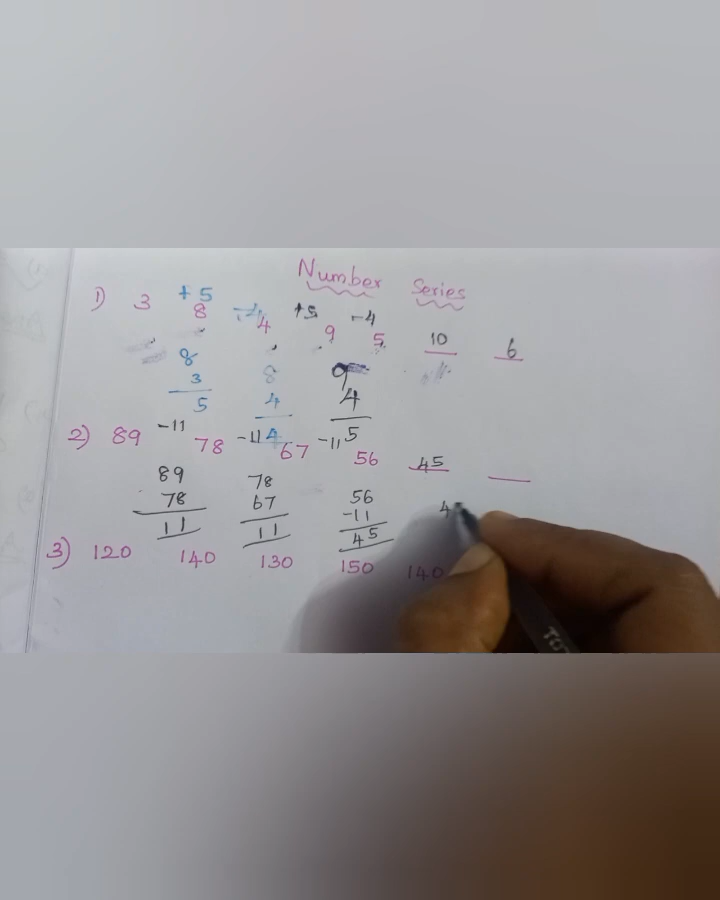 Number Series
1) 3 +5 8 -4 4 +5 9 -4 5 10 6
8 8 9
3 4 4
5 4 5
2) 89 -11 78 -11 67 -11 56 45
89 78 56
78 67 -11
11 11 45 4
3) 120 140 130 150 140